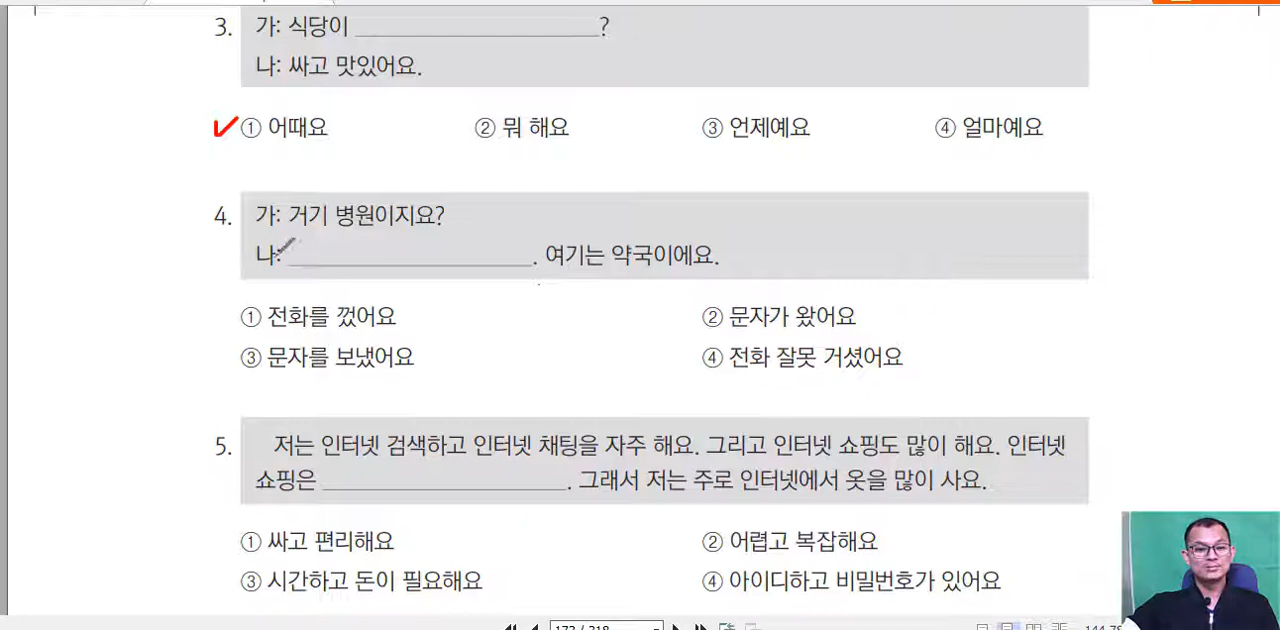 3. 가: 식당이 ____________________?
나: 싸고 맛있어요.
① 어때요 ② 뭐 해요 ③ 언제예요 ④ 얼마예요
4. 가: 거기 병원이지요?
나: ____________________. 여기는 약국이에요.
① 전화를 껐어요 ② 문자가 왔어요
③ 문자를 보냈어요 ④ 전화 잘못 거셨어요
5. 저는 인터넷 검색하고 인터넷 채팅을 자주 해요. 그리고 인터넷 쇼핑도 많이 해요. 인터넷
쇼핑은 ____________________. 그래서 저는 주로 인터넷에서 옷을 많이 사요.
① 싸고 편리해요 ② 어렵고 복잡해요
③ 시간하고 돈이 필요해요 ④ 아이디하고 비밀번호가 있어요